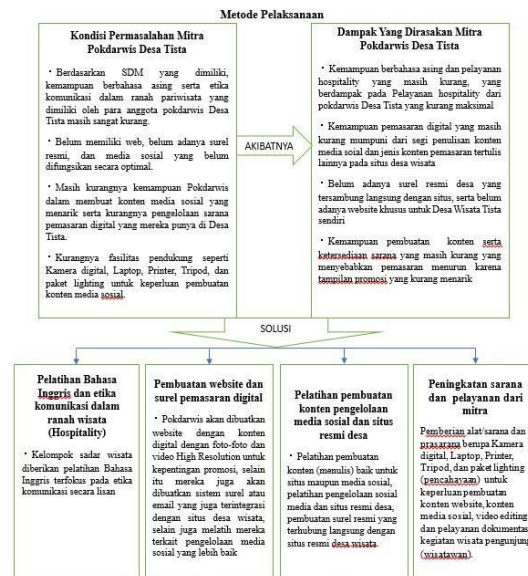 Metode Pelaksanaan
Kondisi Permasalahan Mitra
Pokdarwis Desa Tista
· Berdasarkan SDM yang dimiliki,
kemampuan berbahasa asing serta etika
komunikasi dalam ranah pariwisata yang
dimiliki oleh para anggota pokdarwis Desa
Tista masih sangat kurang.
· Belum memiliki web, belum adanya surel
resmi, dan media sosial yang belum
difungsikan secara optimal.
· Masih kurangnya kemampuan Pokdarwis
dalam membuat konten media sosial yang
menarik serta kurangnya pengelolaan sarana
pemasaran digital yang mereka punya di Desa
Tista.
· Kurangnya fasilitas pendukung seperti
Kamera digital, Laptop, Printer, Tripod, dan
paket lighting untuk keperluan pembuatan
konten media sosial.
AKIBATNYA
Dampak Yang Dirasakan Mitra
Pokdarwis Desa Tista
· Kemampuan berbahasa asing dan pelayanan
hospitality yang masih kurang, yang
berdampak pada Pelayanan hospitality dari
pokdarwis Desa Tista yang kurang maksimal
· Kemampuan pemasaran digital yang masih
kurang mumpuni dari segi penulisan konten
media soial dan jenis konten pemasaran tertulis
lainnya pada situs desa wisata
· Belum adanya surel resmi desa yang
tersambung langsung dengan situs, serta belum
adanya website khusus untuk Desa Wisata Tista
sendiri
· Kemampuan pembuatan konten serta
ketersediaan sarana yang masih kurang yang
menyebabkan pemasaran menurun karena
tampilan promosi yang kurang menarik
SOLUSI
Pelatihan Bahasa
Inggris dan etika
komunikasi dalam
ranah wisata
(Hospitality)
· Kelompok sadar wisata
diberikan pelatihan Bahasa
Inggris terfokus pada etika
komunikasi secara lisan
Pembuatan website dan
surel pemasaran digital
· Pokdarwis akan dibuatkan
website dengan konten
digital dengan foto-foto dan
video High Resolution untuk
kepentingan promosi, selain
itu mereka juga akan
dibuatkan sistem surel atau
email yang juga terintegrasi
dengan situs desa wisata,
selain juga melatih mereka
terkait pengelolaan media
sosial yang lebih baik
Pelatihan pembuatan
konten pengelolaan
media sosial dan situs
resmi desa
· Pelatihan pembuatan
konten (menulis) baik untuk
situs maupun media sosial,
pelatihan pengelolaan sosial
media dan situs resmi desa,
pembuatan surel resmi yang
terhubung langsung dengan
situs resmi desa wisata
Peningkatan sarana
dan pelayanan dari
mitra
Pemberian alat/sarana dan
prasarana berupa Kamera
digital, Laptop, Printer,
Tripod, dan paket lighting
(pencahayaan) untuk
keperluan pembuatan
konten website, konten
media sosial, video editing
dan pelayanan dokumentas
kegiatan wisata pengunjung
(wisatawan).